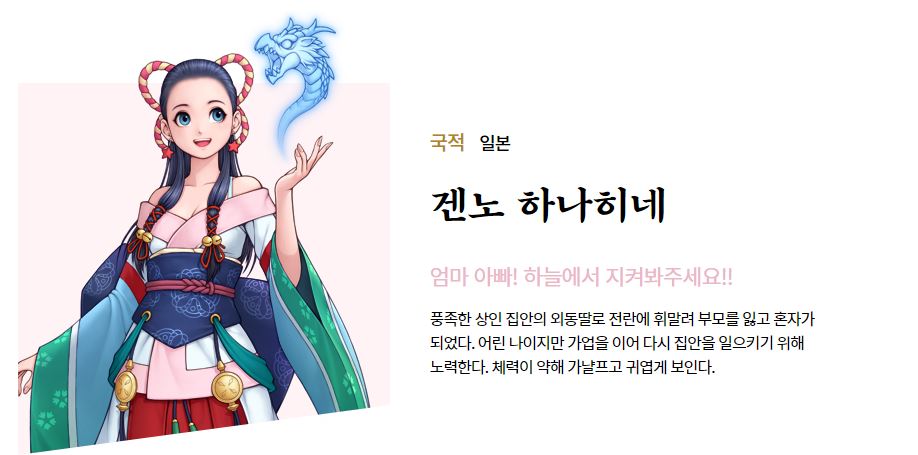 국적 일본
겐노 하나히네
엄마 아빠! 하늘에서 지켜봐주세요!!
풍족한 상인 집안의 외동딸로 전란에 휘말려 부모를 잃고 혼자가
되었다. 어린 나이지만 가업을 이어 다시 집안을 일으키기 위해
노력한다. 체력이 약해 가냘프고 귀엽게 보인다.